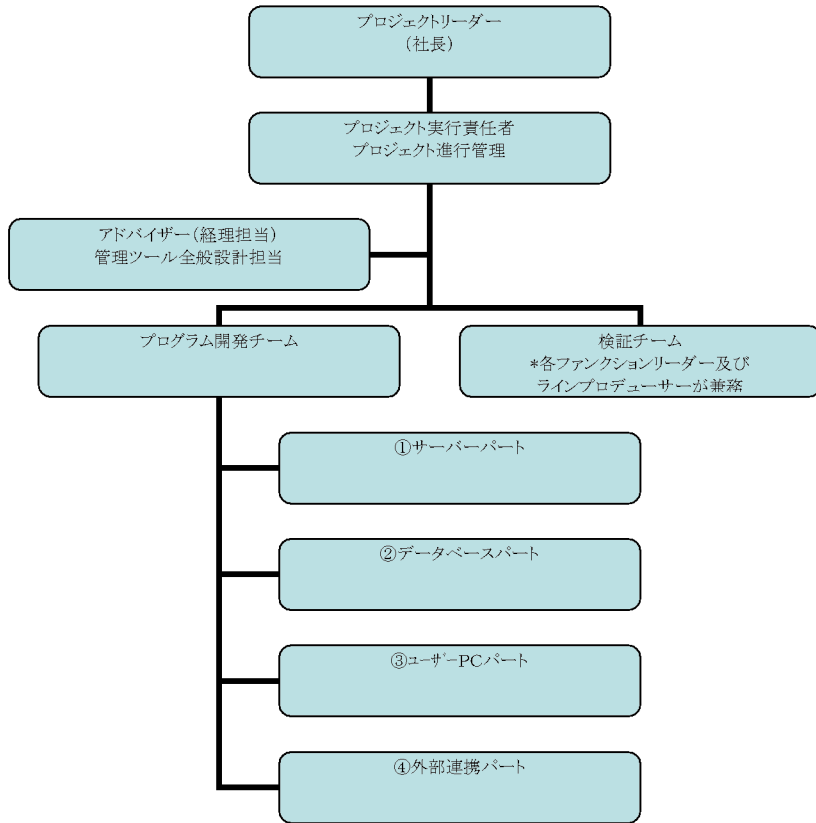 プロジェクトリーダー
(社長)
プロジェクト実行責任者
プロジェクト進行管理
アドバイザー(経理担当)
管理ツール全般設計担当
プログラム開発チーム
検証チーム
*各ファンクションリーダー及び
ラインプロデューサーが兼務
①サーバーパート
②データベースパート
③ユーザーPCパート
④外部連携パート